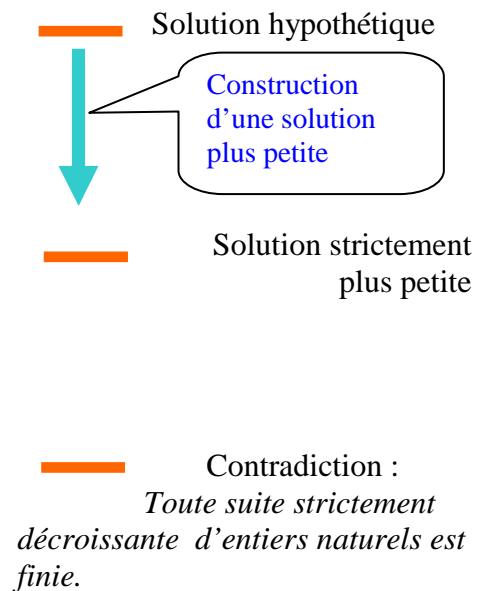 Solution hypothétique
Construction
d'une solution
plus petite
Solution strictement
plus petite
Contradiction :
Toute suite strictement
décroissante d'entiers naturels est
finie.